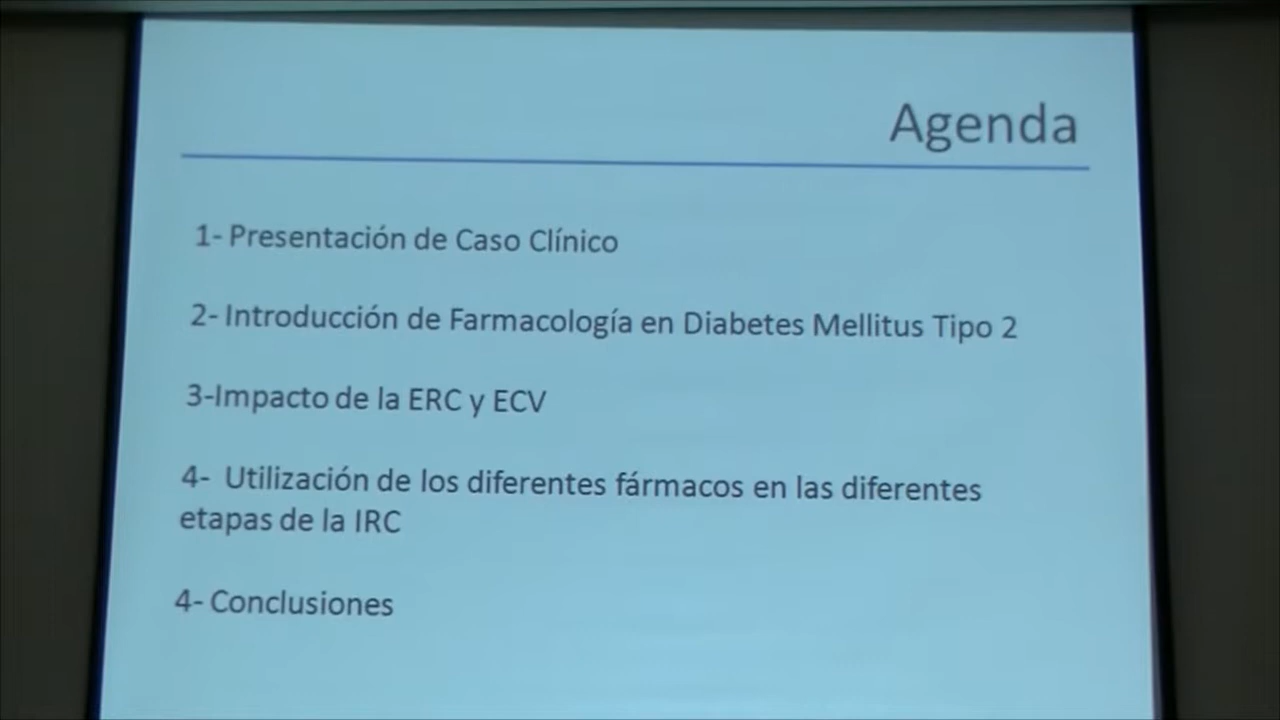 Agenda
1- Presentación de Caso Clínico
2- Introducción de Farmacología en Diabetes Mellitus Tipo 2
3-Impacto de la ERC y ECV
4-  Utilización de los diferentes fármacos en las diferentes
etapas de la IRC
4- Conclusiones